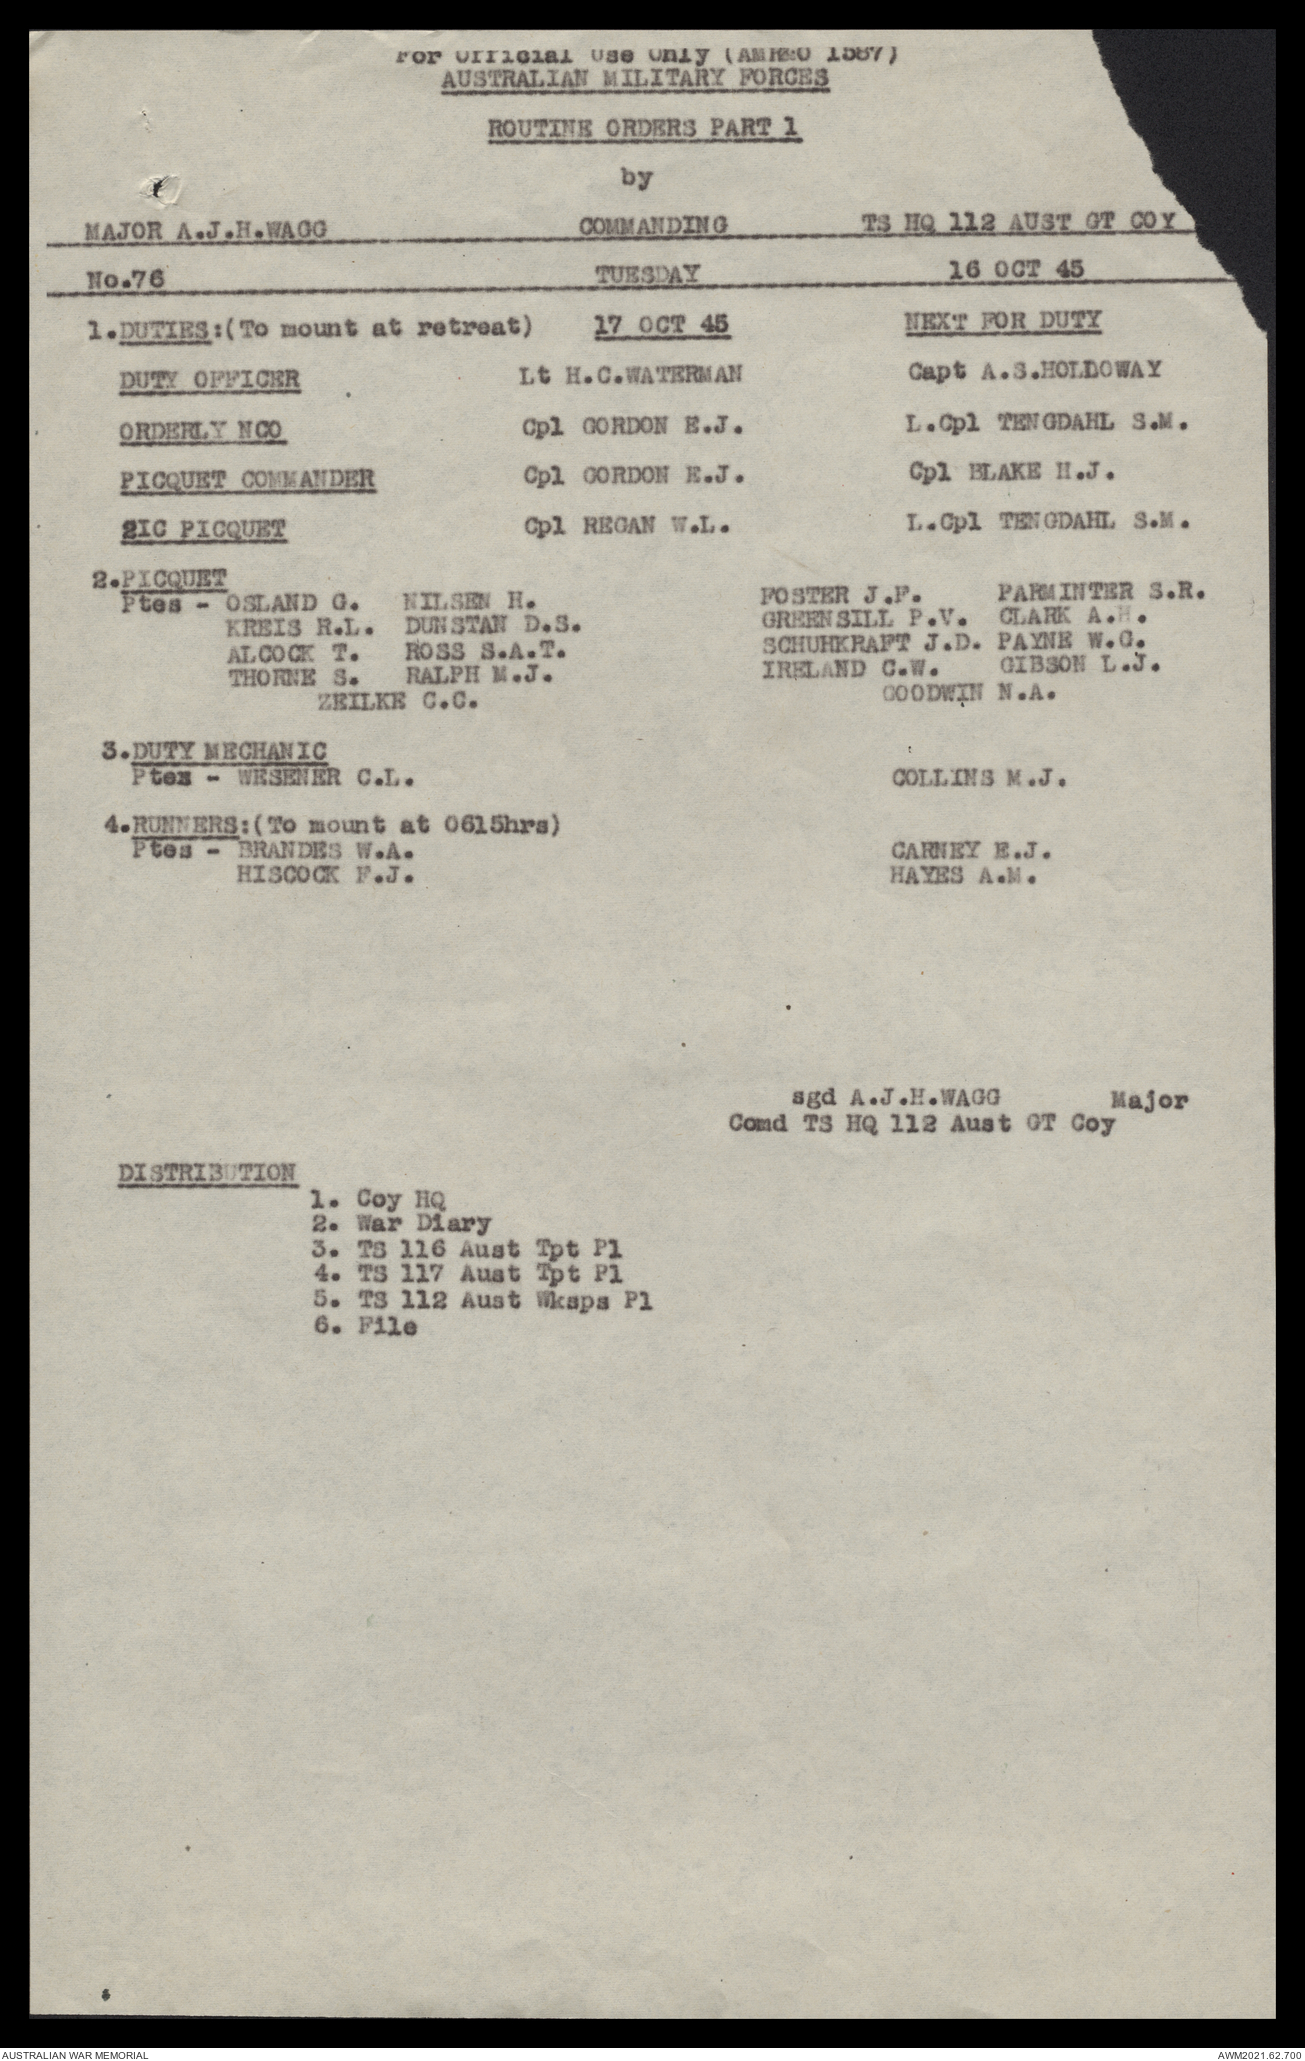 For Official Use Only (AMR&O 1587)
AUSTRALIAN MILITARY FORCES
ROUTINE ORDERS PART 1
by
MAJOR A.J.H.WAGG COMMANDING TS HQ 112 AUST GT COY
No.76 TUESDAY 16 OCT 45
1.DUTIES:(To mount at retreat) 17 OCT 45 NEXT FOR DUTY
DUTY OFFICER Lt H.C.WATERMAN Capt A.S.HOLLOWAY
ORDERLY NCO Cpl GORDON E.J. L.Cpl TENGDAHL S.M.
PICQUET COMMANDER Cpl GORDON E.J. Cpl BLAKE H.J.
2IC PICQUET Cpl REGAN W.L. L.Cpl TENGDAHL S.M.
2.PICQUET
Ptes - OSLAND G. NILSEN H. FOSTER J.F. PARMINTER S.R.
KREIS R.L. DUNSTAN D.S. GREENSILL P.V. CLARK A.H.
ALCOCK T. ROSS S.A.T. SCHUHKRAFT J.D. PAYNE W.G.
THORNE S. RALPH M.J. IRELAND C.W. GIBSON L.J.
ZEILKE C.C. GOODWIN N.A.
3.DUTY MECHANIC
Ptes - WESENER C.L. COLLINS M.J.
4.RUNNERS:(To mount at 0615hrs)
Ptes - BRANDES W.A. CARNEY E.J.
HISCOCK F.J. HAYES A.M.
sgd A.J.H.WAGG Major
Comd TS HQ 112 Aust GT Coy
DISTRIBUTION
1. Coy HQ
2. War Diary
3. TS 116 Aust Tpt Pl
4. TS 117 Aust Tpt Pl
5. TS 112 Aust Wksps Pl
6. File
AUSTRALIAN WAR MEMORIAL AWM2021.62.700